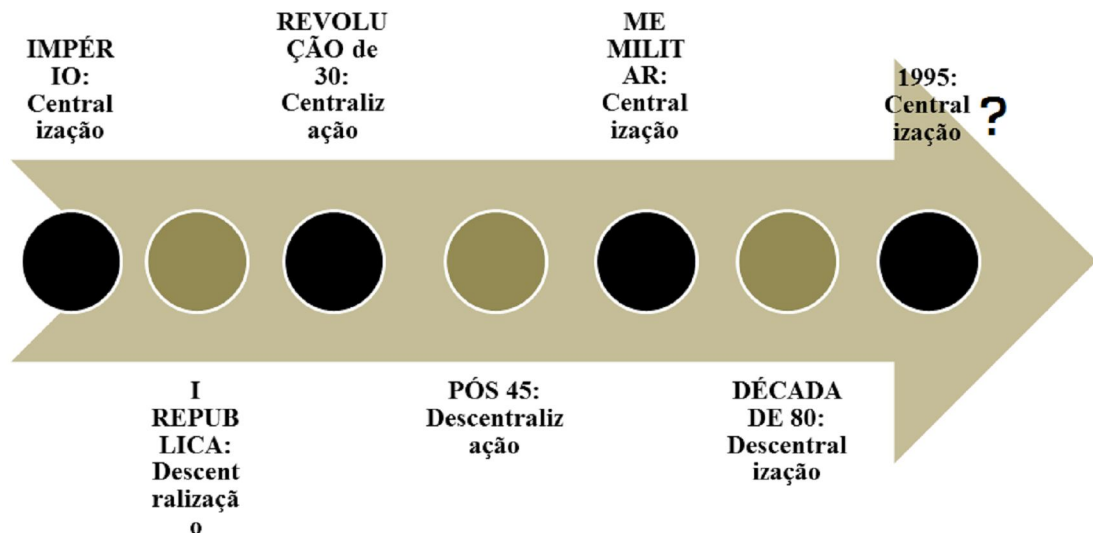 IMPÉR
IO:
Central
ização
I
REPUB
LICA:
Descent
ralizaçã
o
REVOLU
ÇÃO de
30:
Centraliz
ação
PÓS 45:
Descentraliz
ação
ME
MILIT
AR:
Central
ização
DÉCADA
DE 80:
Descentral
ização
1995:
Central
ização ?